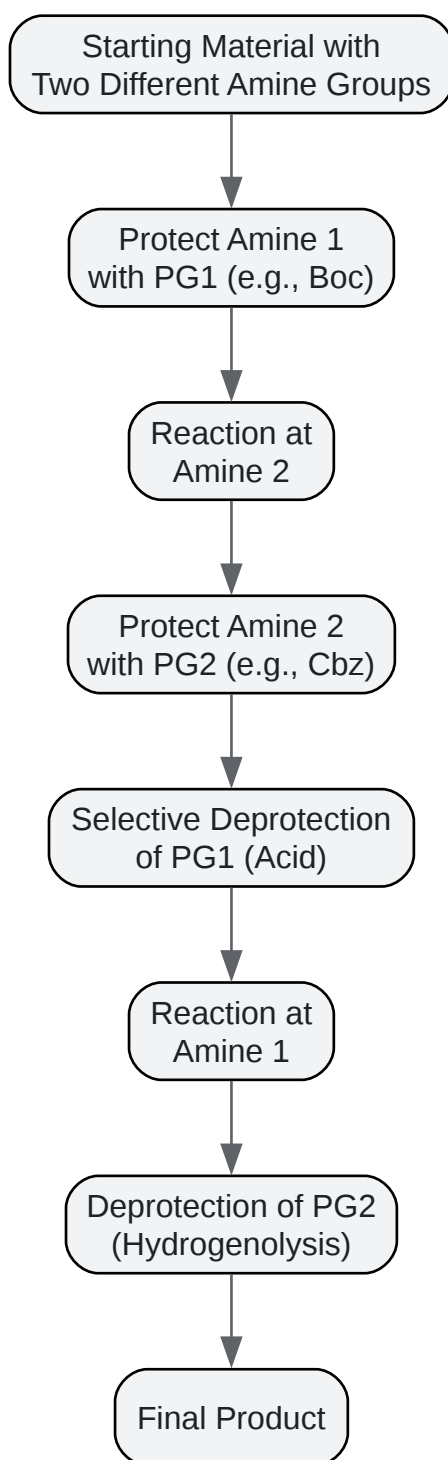 Starting Material with
Two Different Amine Groups
Protect Amine 1
with PG1 (e.g., Boc)
Reaction at
Amine 2
Protect Amine 2
with PG2 (e.g., Cbz)
Selective Deprotection
of PG1 (Acid)
Reaction at
Amine 1
Deprotection of PG2
(Hydrogenolysis)
Final Product